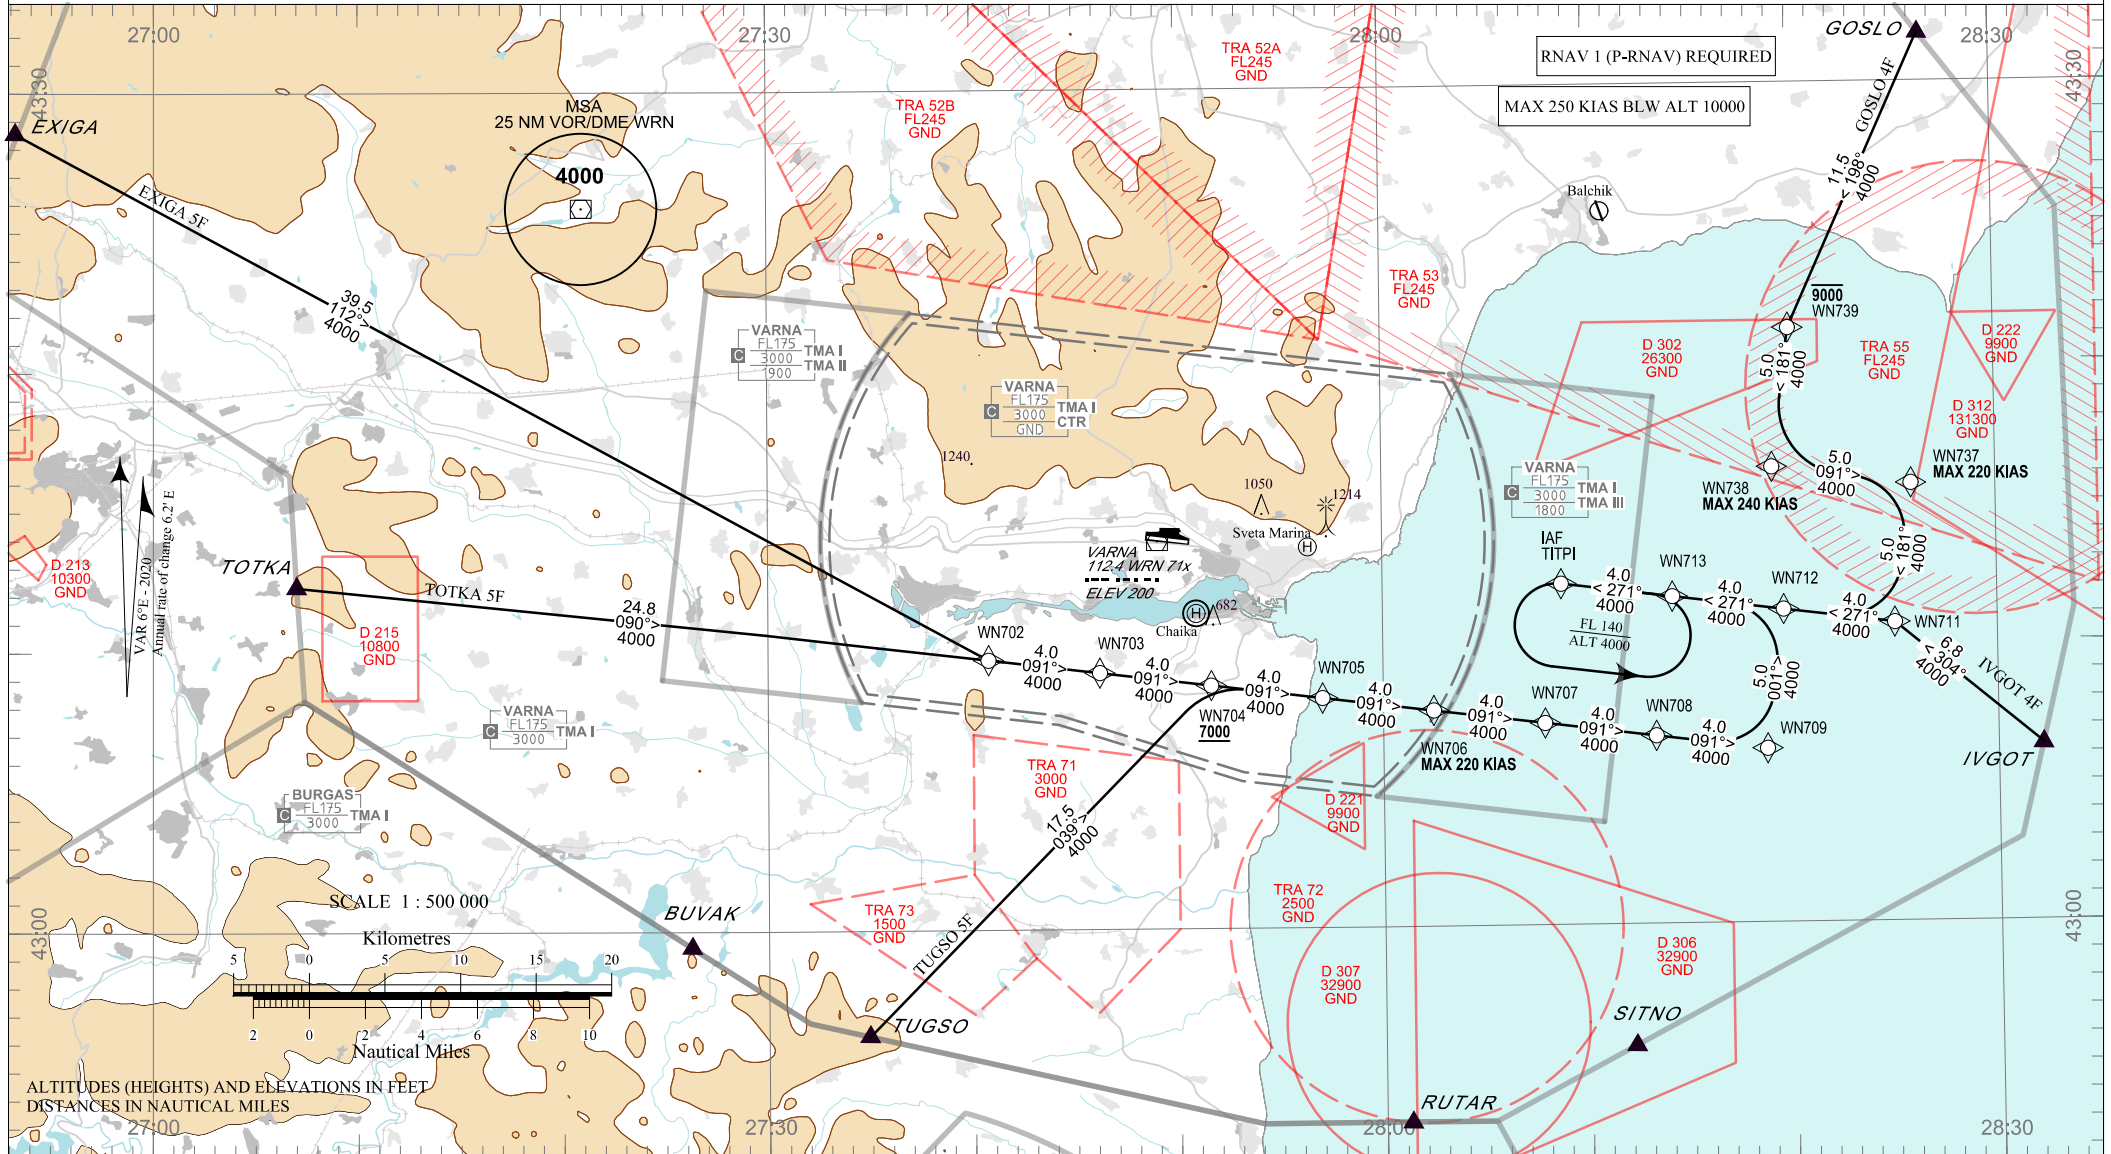 27:00
27:30
28:00
28:30
GOSLO
RNAV 1 (P-RNAV) REQUIRED
MAX 250 KIAS BLW ALT 10000
TRA 52A
FL245
GND
TRA 52B
FL245
GND
43:30
43:30
EXIGA
MSA
25 NM VOR/DME WRN
4000
GOSLO 4F
11.5
< 198°
4000
Balchik
EXIGA 5F
39.5
112°>
4000
TRA 53
FL245
GND
9000
WN739
5.0
< 181°
4000
D 302
26300
GND
TRA 55
FL245
GND
D 222
9900
GND
D 312
131300
GND
VARNA
FL175
C 3000 TMA I
1900 TMA II
VARNA
FL175
C 3000 TMA I
GND CTR
1240
1050
1214
Sveta Marina
H
VARNA
FL175
C 3000 TMA I
1800 TMA III
WN738
MAX 240 KIAS
5.0
091°>
4000
WN737
MAX 220 KIAS
5.0
< 181°
4000
VAR 6°E - 2020
Annual rate of change 6.2' E
D 213
10300
GND
TOTKA
TOTKA 5F
24.8
090°>
4000
D 215
10800
GND
VARNA
112.4 WRN 71x
ELEV 200
H
682
Chaika
IAF
TITPI
4.0
< 271°
4000
WN713
4.0
< 271°
4000
WN712
4.0
< 271°
4000
WN711
6.8
< 304°
4000
IVGOT 4F
IVGOT
FL 140
ALT 4000
5.0
001°>
4000
WN702
4.0
091°>
4000
WN703
4.0
091°>
4000
WN704
7000
4.0
091°>
4000
WN705
4.0
091°>
4000
WN706
MAX 220 KIAS
4.0
091°>
4000
WN707
4.0
091°>
4000
WN708
4.0
091°>
4000
WN709
VARNA
FL175
C 3000 TMA I
BURGAS
FL175
C 3000 TMA I
TRA 71
3000
GND
D 221
9900
GND
17.5
039°>
4000
TUGSO 5F
TRA 72
2500
GND
TRA 73
1500
GND
D 307
32900
GND
D 306
32900
GND
43:00
43:00
BUVAK
TUGSO
SITNO
RUTAR
SCALE 1 : 500 000
Kilometres
5 0 5 10 15 20
2 0 2 4 6 8 10
Nautical Miles
ALTITUDES (HEIGHTS) AND ELEVATIONS IN FEET
DISTANCES IN NAUTICAL MILES
27:00
27:30
28:00
28:30